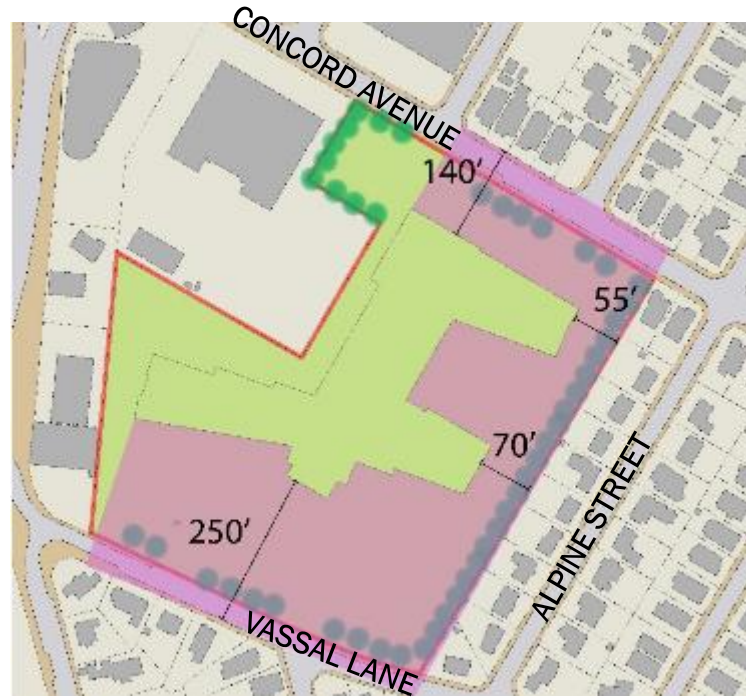 CONCORD AVENUE
140’
55’
70’
250’
ALPINE STREET
VASSAL LANE